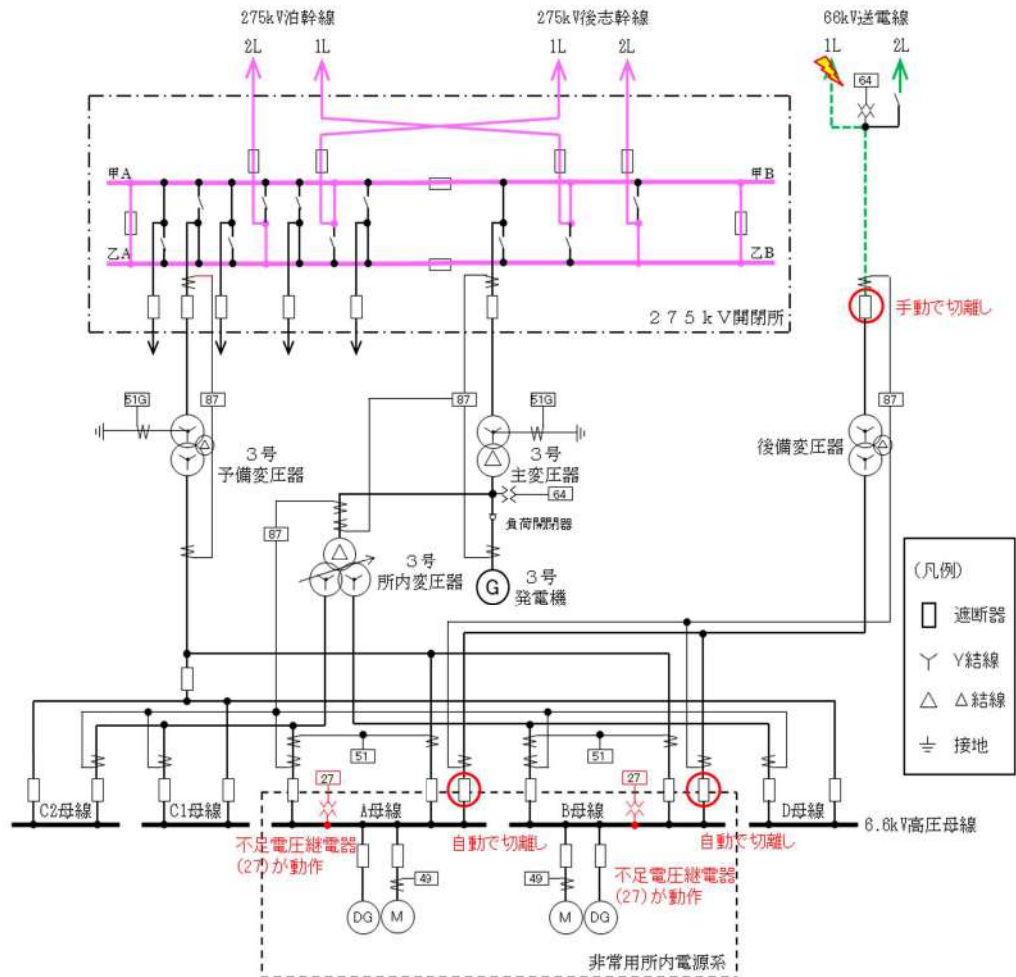 275kV泊幹線
275kV後志幹線
66kV送電線
2L
1L
1L
2L
1L
2L
64
甲A
甲B
乙A
乙B
275kV開閉所
手動で切離し
51G
87
87
51G
87
3号
予備変圧器
3号
主変圧器
後備変圧器
64
87
負荷開閉器
3号
所内変圧器
G
3号
発電機
(凡例)
遮断器
Y結線
Δ結線
接地
51
51
27
27
C2母線
C1母線
A母線
B母線
D母線
6.6kV高圧母線
不足電圧継電器
(27)が動作
自動で切離し
自動で切離し
不足電圧継電器
(27)が動作
49
49
DG
M
M
DG
非常用所内電源系